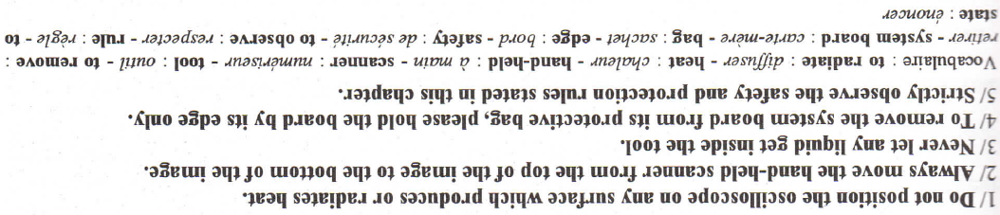 1/ Do not position the oscilloscope on any surface which produces or radiates heat.
2/ Always move the hand-held scanner from the top of the image to the bottom of the image.
3/ Never let any liquid get inside the tool.
4/ To remove the system board from its protective bag, please hold the board by its edge only.
5/ Strictly observe the safety and protection rules stated in this chapter.
Vocabulaire : to radiate : diffuser - heat : chaleur - hand-held : à main - scanner : numériseur - tool : outil - to remove :
retirer - system board : carte-mère - bag : sachet - edge : bord - safety : de sécurité - to observe : respecter - rule : règle - to
state : énoncer